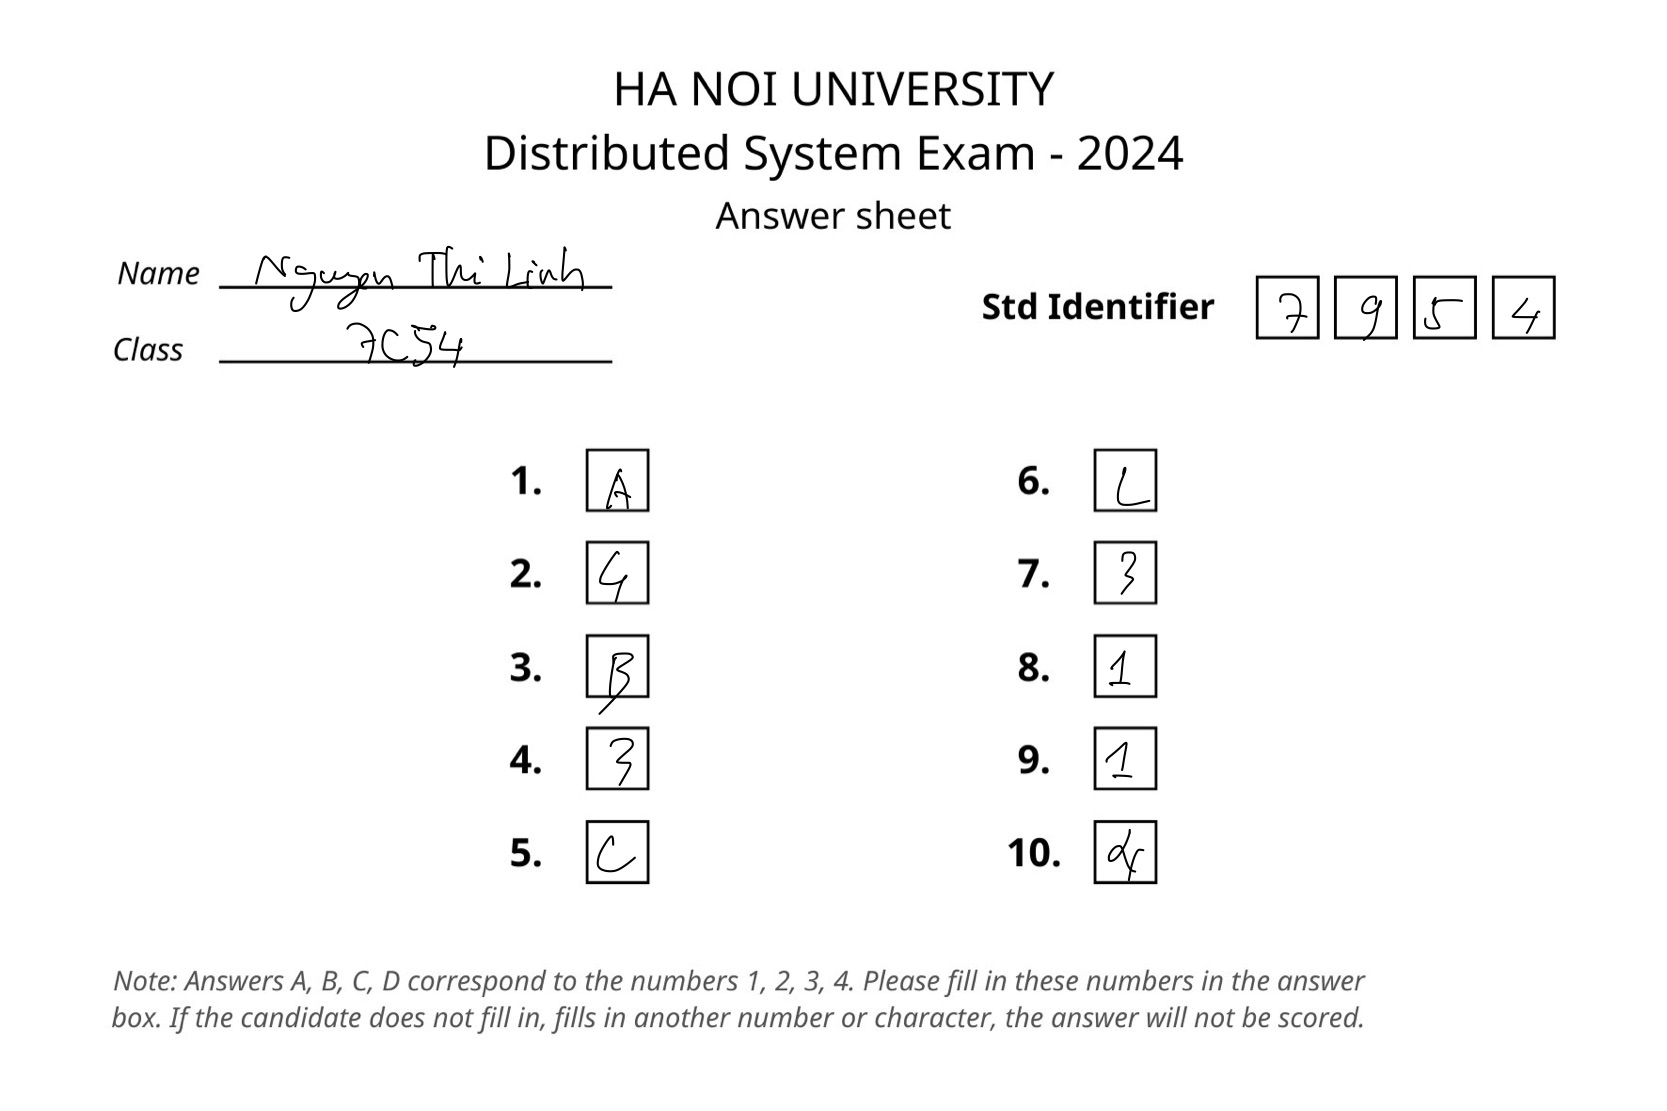 HA NOI UNIVERSITY
Distributed System Exam - 2024
Answer sheet
Name Nguyen Thi Linh
Class 7C54
Std Identifier 7 9 5 4
1. A
2. 4
3. B
4. 3
5. C
6. L
7. 3
8. 1
9. 1
10.
Note: Answers A, B, C, D correspond to the numbers 1, 2, 3, 4. Please fill in these numbers in the answer
box. If the candidate does not fill in, fills in another number or character, the answer will not be scored.